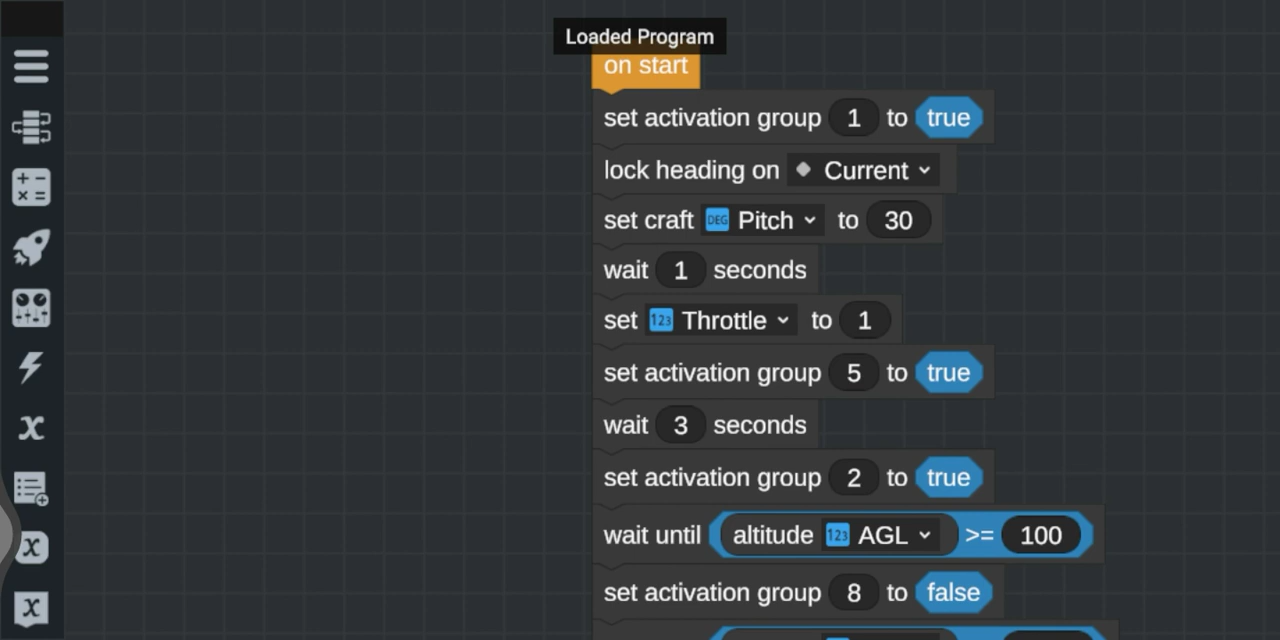 Loaded Program
on start
set activation group 1 to true
lock heading on Current
set craft DEG Pitch to 30
wait 1 seconds
set 123 Throttle to 1
set activation group 5 to true
wait 3 seconds
set activation group 2 to true
wait until altitude 123 AGL >= 100
set activation group 8 to false